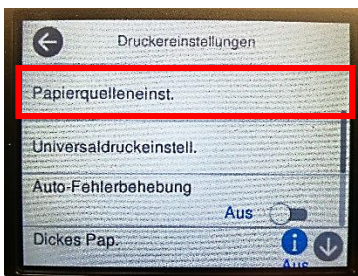 Druckereinstellungen
Papierquelleneinst.
Universaldruckeinstell.
Auto-Fehlerbehebung
Aus
Dickes Pap.
i
Aus